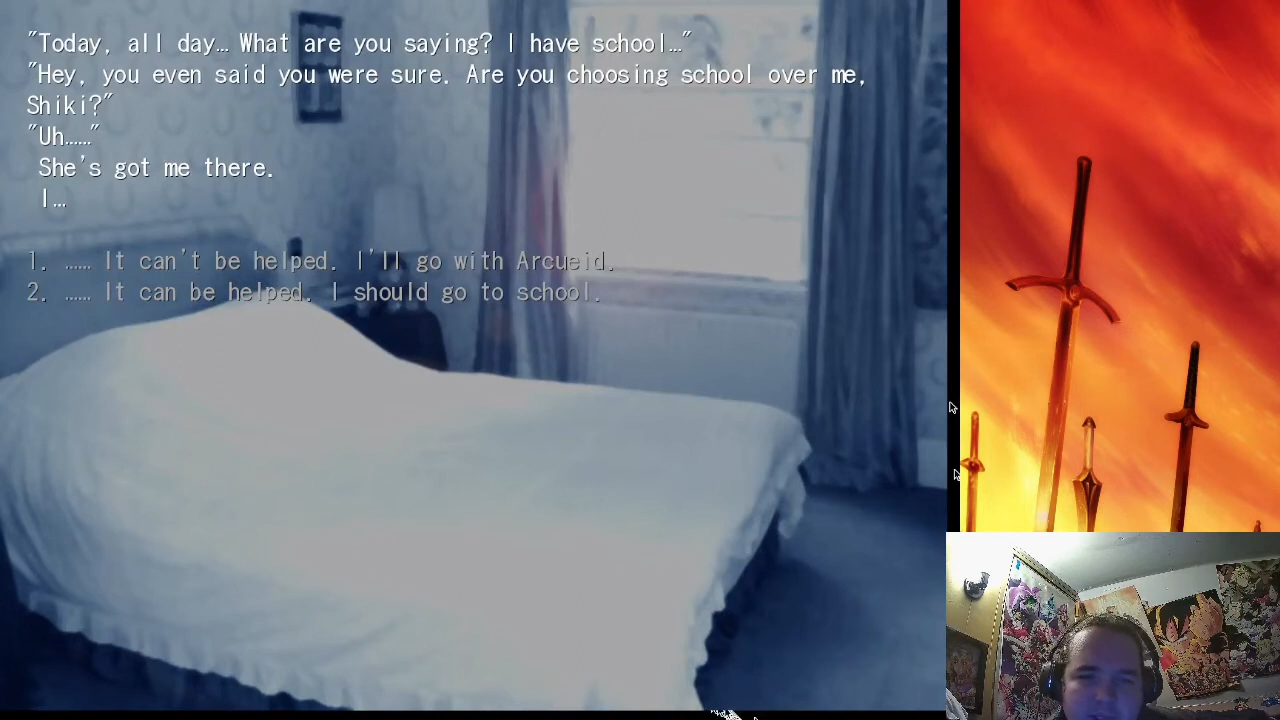 "Today, all day… What are you saying? I have school…"
"Hey, you even said you were sure. Are you choosing school over me,
Shiki?"
"Uh……"
She's got me there.
I…
1. …… It can't be helped. I'll go with Arcueid.
2. …… It can be helped. I should go to school.